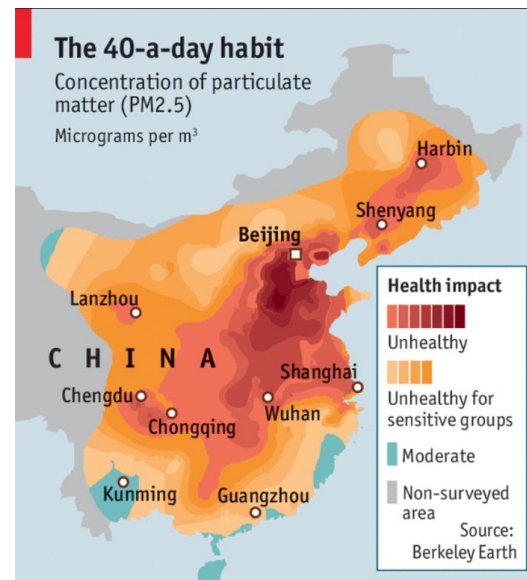 The 40-a-day habit
Concentration of particulate
matter (PM2.5)
Micrograms per m³
Harbin
Shenyang
Beijing
Lanzhou
CHINA
Shanghai
Chengdu
Wuhan
Chongqing
Kunming
Guangzhou
Health impact
Unhealthy
Unhealthy for
sensitive groups
Moderate
Non-surveyed
area
Source:
Berkeley Earth